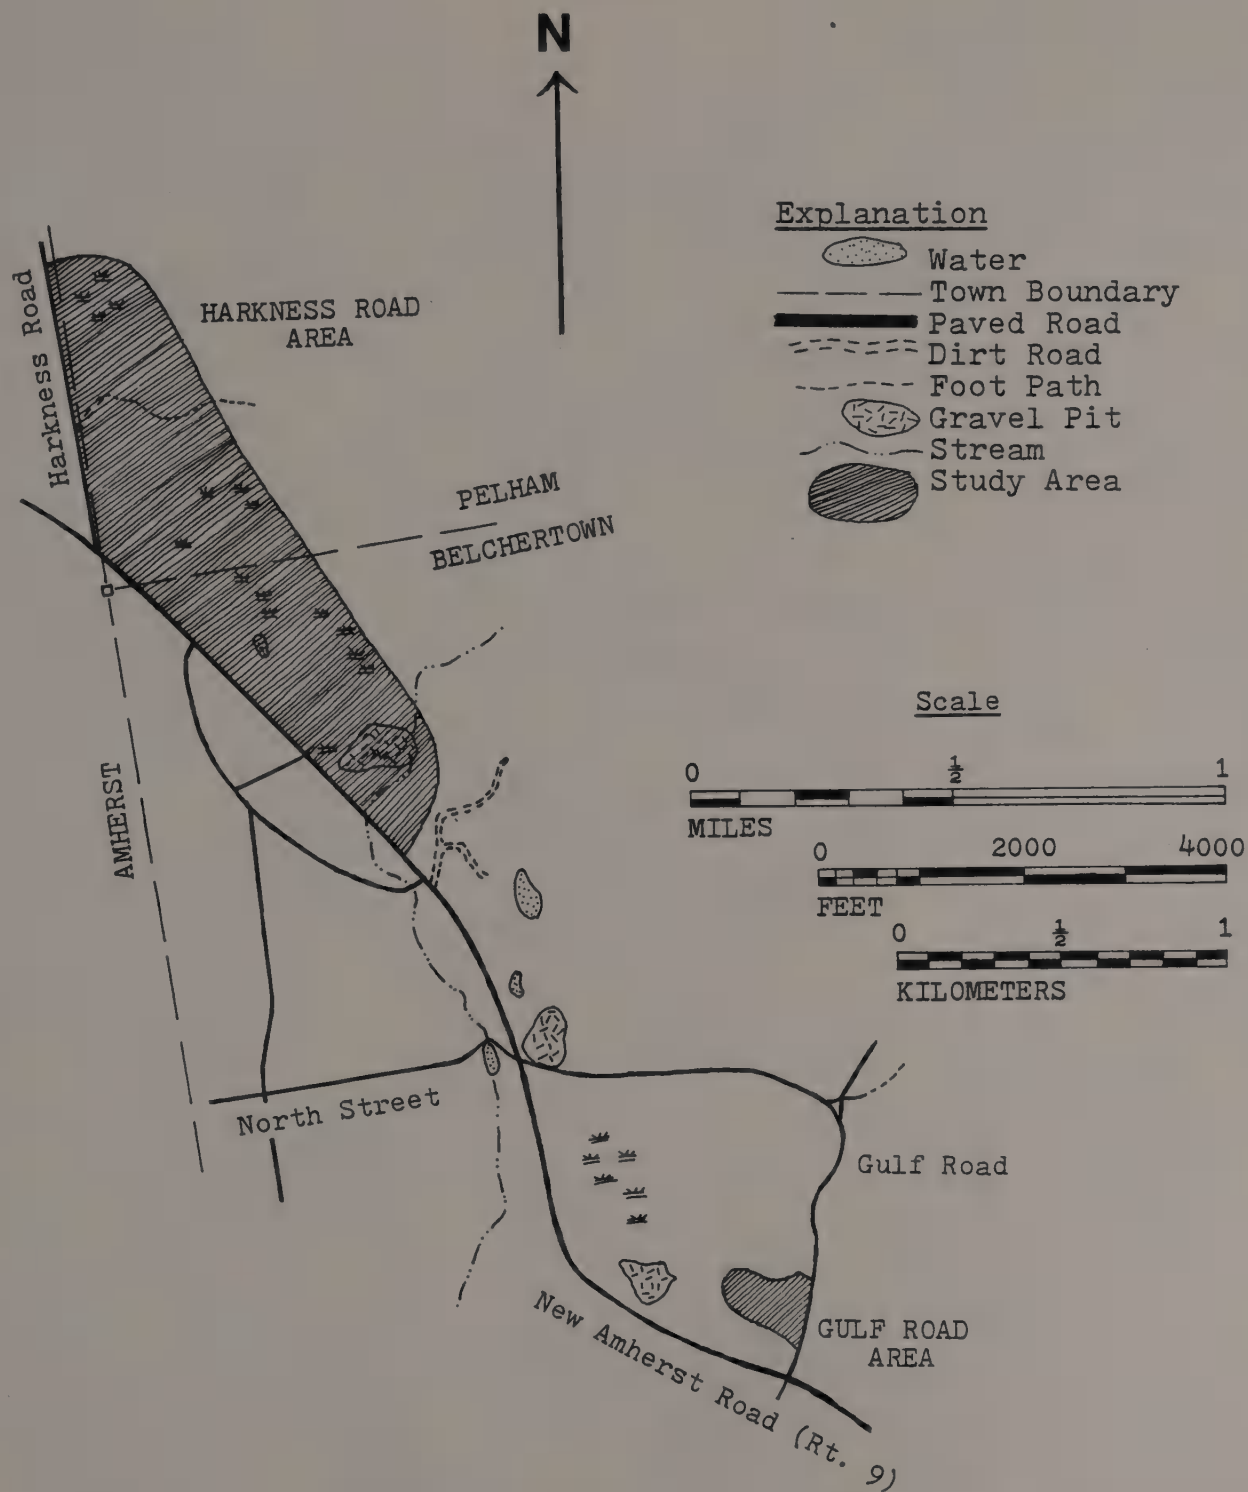 N
Explanation
Water
Town Boundary
Paved Road
Dirt Road
Foot Path
Gravel Pit
Stream
Study Area
Harkness Road
HARKNESS ROAD
AREA
PELHAM
BELCHERTOWN
AMHERST
Scale
0 ½ 1
MILES
0 2000 4000
FEET
0 ½ 1
KILOMETERS
North Street
Gulf Road
GULF ROAD
AREA
New Amherst Road (Rt. 9)